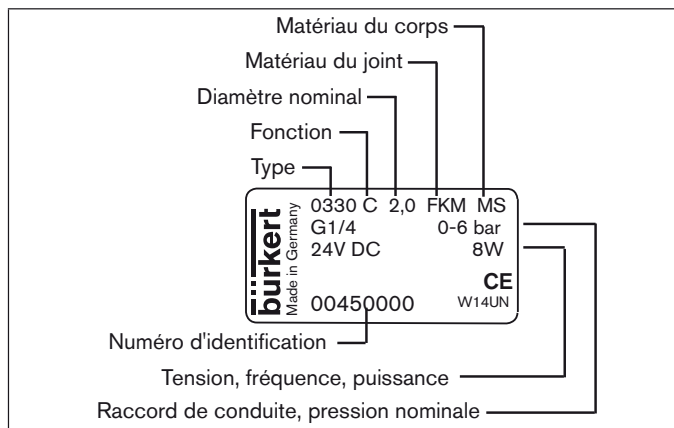 Matériau du corps
Matériau du joint
Diamètre nominal
Fonction
Type
0330 C 2,0 FKM MS
G1/4 0-6 bar
24V DC 8W
CE
00450000 W14UN
bürkert
Made in Germany
Numéro d'identification
Tension, fréquence, puissance
Raccord de conduite, pression nominale